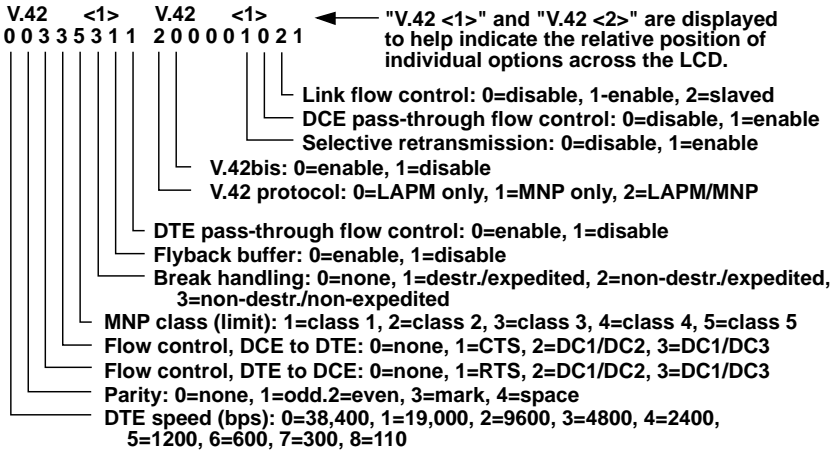 V.42 <1> V.42 <1>
0 0 3 3 5 3 1 1 2 0 0 0 0 1 0 2 1
"V.42 <1>" and "V.42 <2>" are displayed
to help indicate the relative position of
individual options across the LCD.
Link flow control: 0=disable, 1-enable, 2=slaved
DCE pass-through flow control: 0=disable, 1=enable
Selective retransmission: 0=disable, 1=enable
V.42bis: 0=enable, 1=disable
V.42 protocol: 0=LAPM only, 1=MNP only, 2=LAPM/MNP
DTE pass-through flow control: 0=enable, 1=disable
Flyback buffer: 0=enable, 1=disable
Break handling: 0=none, 1=destr./expedited, 2=non-destr./expedited,
3=non-destr./non-expedited
MNP class (limit): 1=class 1, 2=class 2, 3=class 3, 4=class 4, 5=class 5
Flow control, DCE to DTE: 0=none, 1=CTS, 2=DC1/DC2, 3=DC1/DC3
Flow control, DTE to DCE: 0=none, 1=RTS, 2=DC1/DC2, 3=DC1/DC3
Parity: 0=none, 1=odd.2=even, 3=mark, 4=space
DTE speed (bps): 0=38,400, 1=19,000, 2=9600, 3=4800, 4=2400,
5=1200, 6=600, 7=300, 8=110